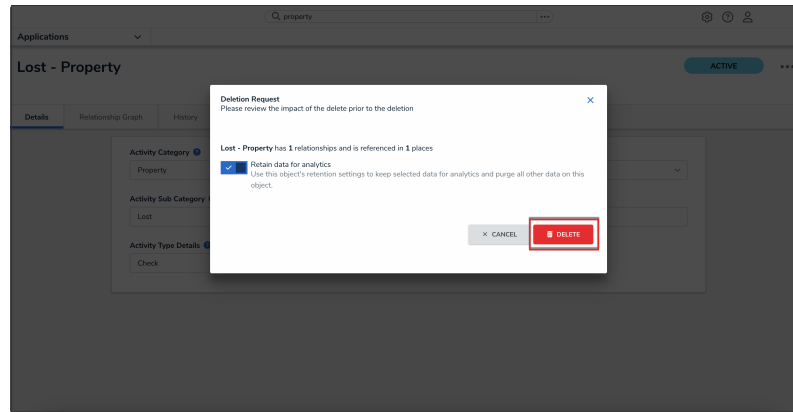 property
Applications
Lost - Property
ACTIVE
Details
Relationship Graph
History
Deletion Request
Please review the impact of the delete prior to the deletion
Lost - Property has 1 relationships and is referenced in 1 places
Retain data for analytics
Use this object's retention settings to keep selected data for analytics and purge all other data on this
object.
× CANCEL
DELETE
Activity Category
Property
Activity Sub Category
Lost
Activity Type Details
Check